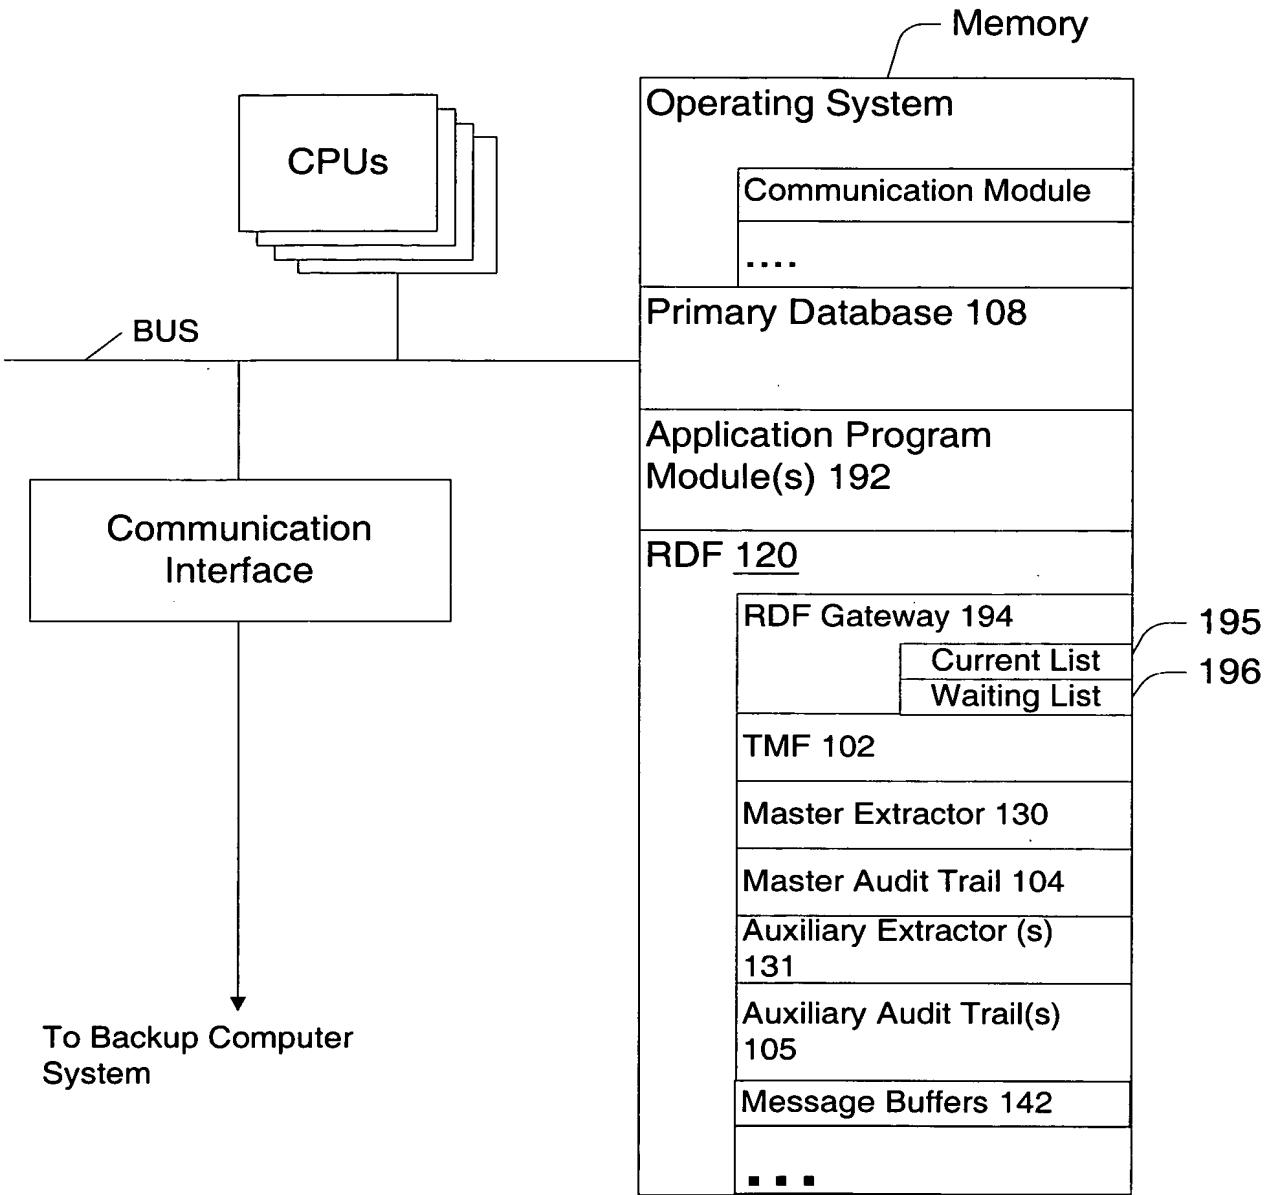 Memory
Operating System
CPUs
Communication Module
....
Primary Database 108
BUS
Application Program
Module(s) 192
Communication
Interface
RDF 120
RDF Gateway 194
195
Current List
196
Waiting List
TMF 102
Master Extractor 130
Master Audit Trail 104
Auxiliary Extractor (s)
131
Auxiliary Audit Trail(s)
105
To Backup Computer
System
Message Buffers 142
...